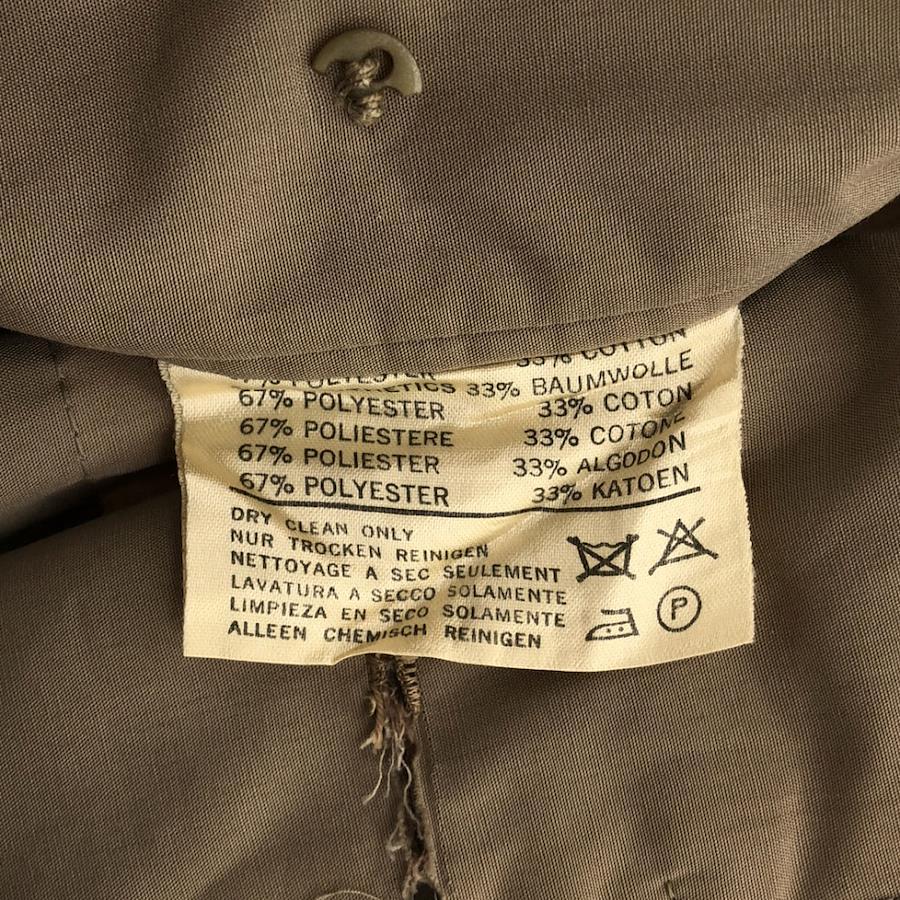 33% COTTON
POLYESTER
33% BAUMWOLLE
67% POLYESTER 33% COTON
67% POLIESTERE 33% COTONE
67% POLYESTER 33% ALGODON
67% POLYESTER 33% KATOEN
DRY CLEAN ONLY
NUR TROCKEN REINIGEN
NETTOYAGE A SEC SEULEMENT
LAVATURA A SECCO SOLAMENTE
LIMPIEZA EN SECO SOLAMENTE
ALLEEN CHEMISCH REINIGEN
P